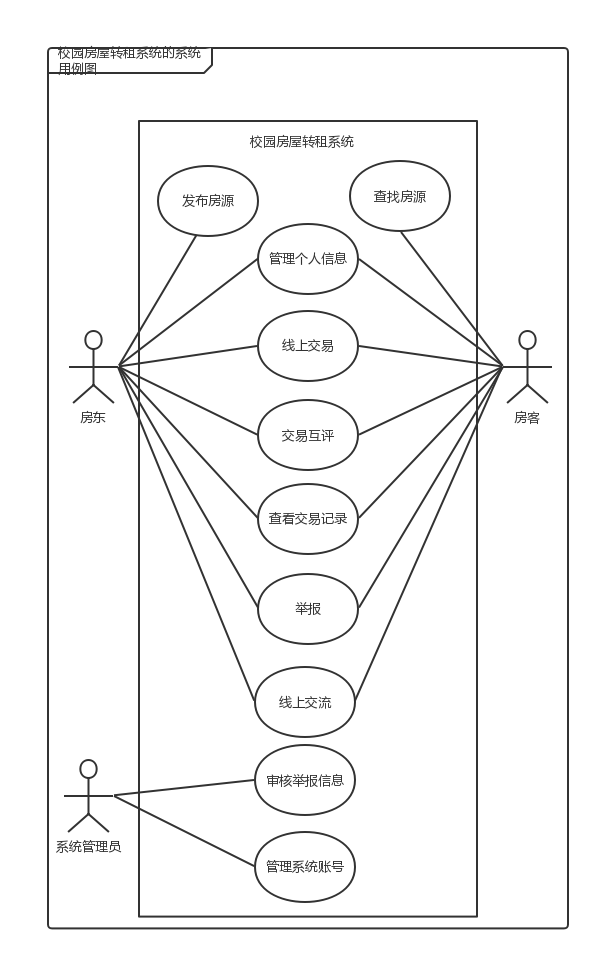 校园房屋转租系统的系统
用例图
校园房屋转租系统
发布房源
查找房源
管理个人信息
线上交易
房东
房客
交易互评
查看交易记录
举报
线上交流
审核举报信息
系统管理员
管理系统账号